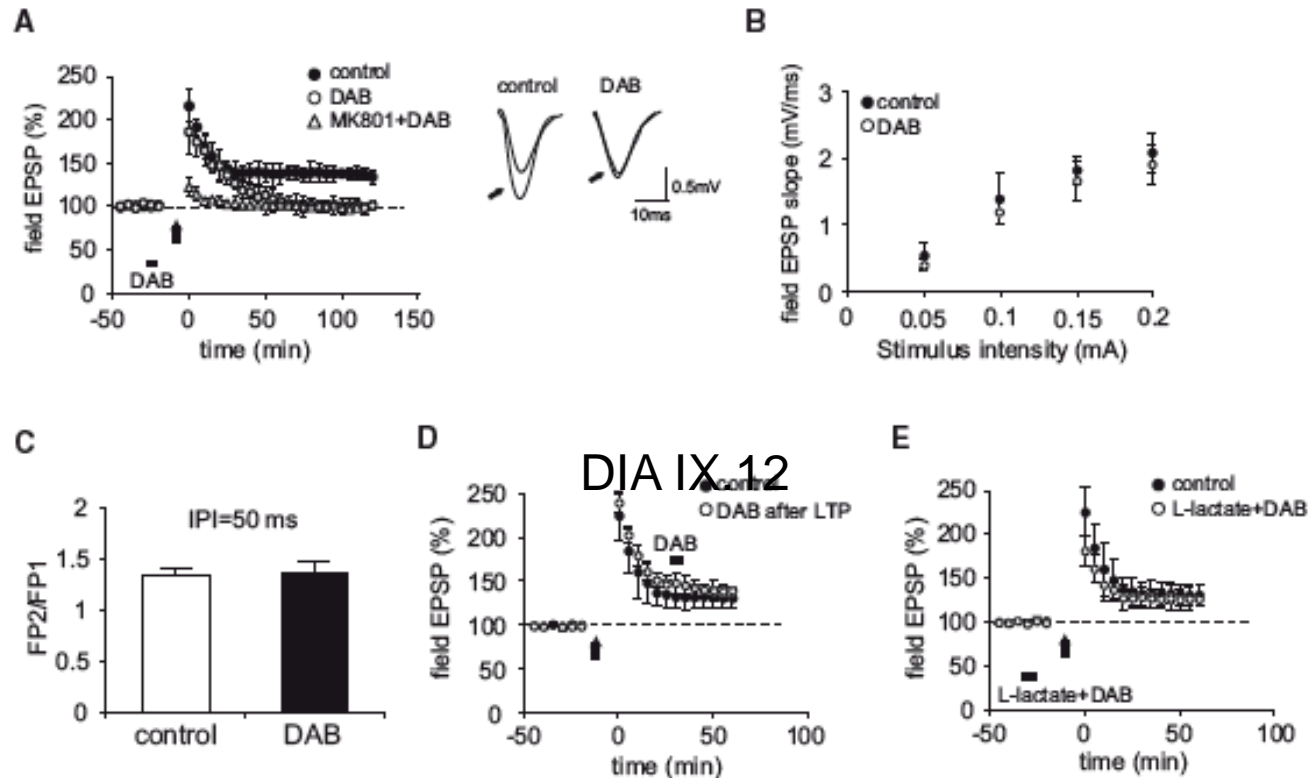 A
field EPSP (%)
250
200
150
100
50
0
control
DAB
MK801+DAB
DAB
-50 0 50 100 150
time (min)
control DAB
0.5mV
10ms
B
field EPSP slope (mV/ms)
3
2
1
0
control
DAB
0 0.05 0.1 0.15 0.2
Stimulus intensity (mA)
C
FP2/FP1
2
1.5
1
0.5
0
IPI=50 ms
control DAB
D
DIA IX.12
field EPSP (%)
250
200
150
100
50
0
control
DAB after LTP
DAB
-50 0 50 100
time (min)
E
field EPSP (%)
250
200
150
100
50
0
control
L-lactate+DAB
L-lactate+DAB
-50 0 50 100
time (min)